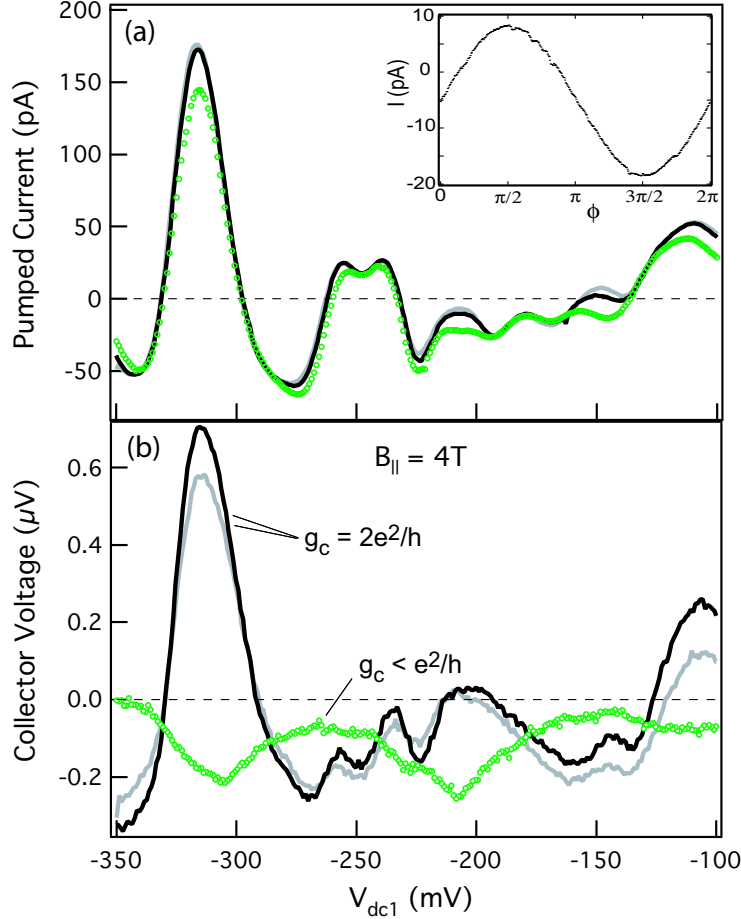 (a)
Pumped Current (pA)
200
150
100
50
0
-50
I (pA)
10
0
-10
-20
0
π/2
π
3π/2
2π
ϕ
(b)
B|| = 4T
Collector Voltage (µV)
0.6
0.4
0.2
0.0
-0.2
gc = 2e²/h
gc < e²/h
-350
-300
-250
-200
-150
-100
Vdc1 (mV)